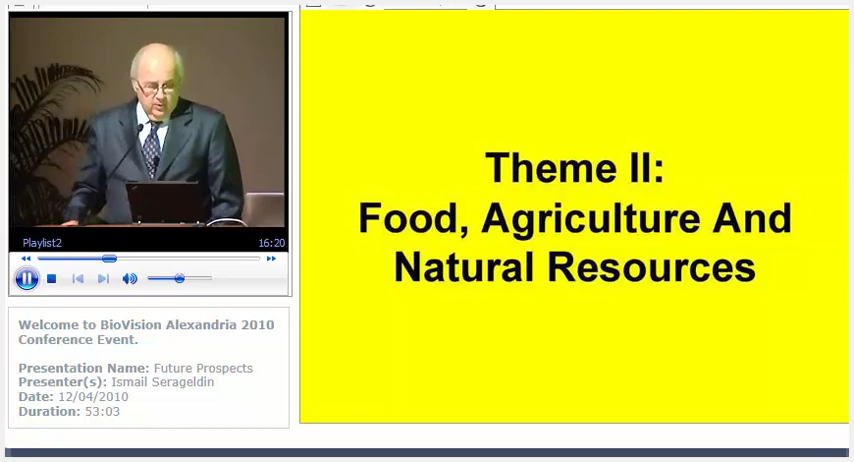 Playlist2 16:20
Welcome to BioVision Alexandria 2010
Conference Event.
Presentation Name: Future Prospects
Presenter(s): Ismail Serageldin
Date: 12/04/2010
Duration: 53:03
Theme II:
Food, Agriculture And
Natural Resources